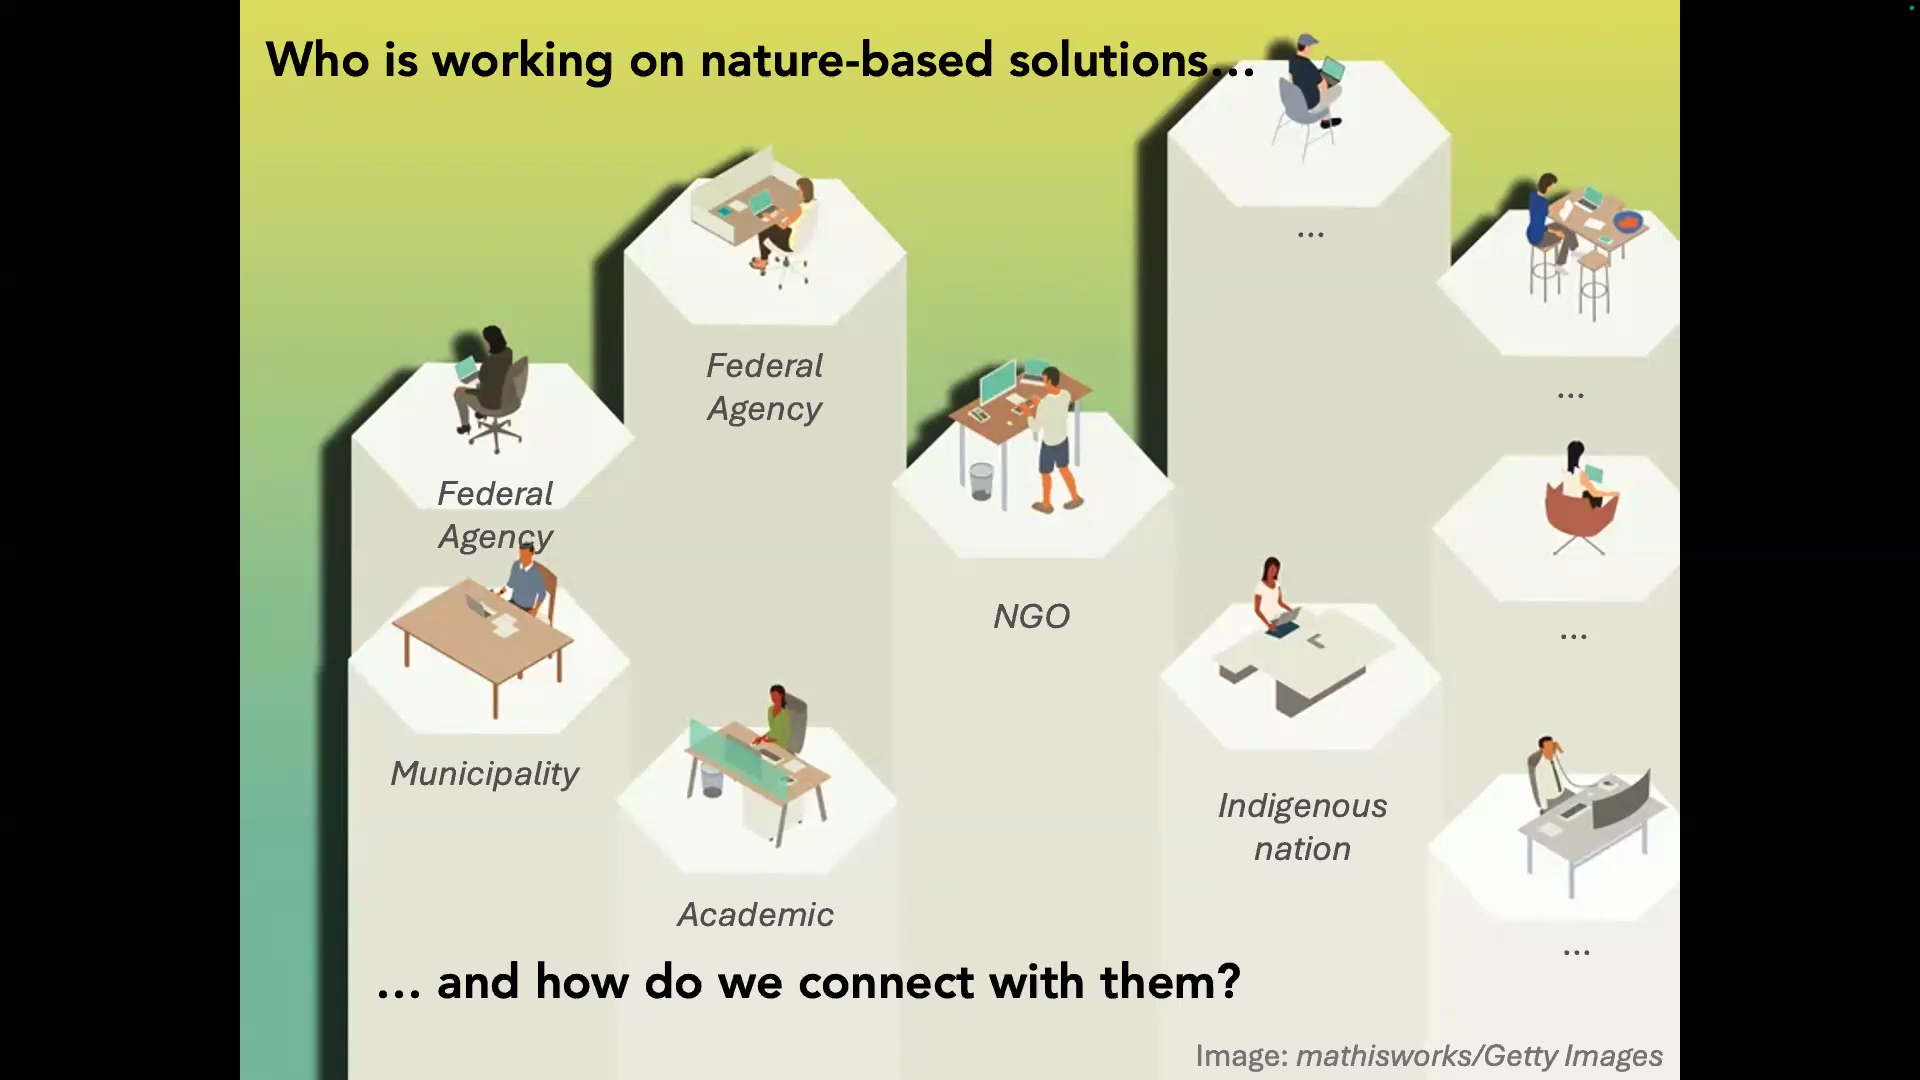 Who is working on nature-based solutions...
...
Federal
Agency
...
Federal
Agency
NGO
...
Municipality
Indigenous
nation
Academic
...
... and how do we connect with them?
Image: mathisworks/Getty Images